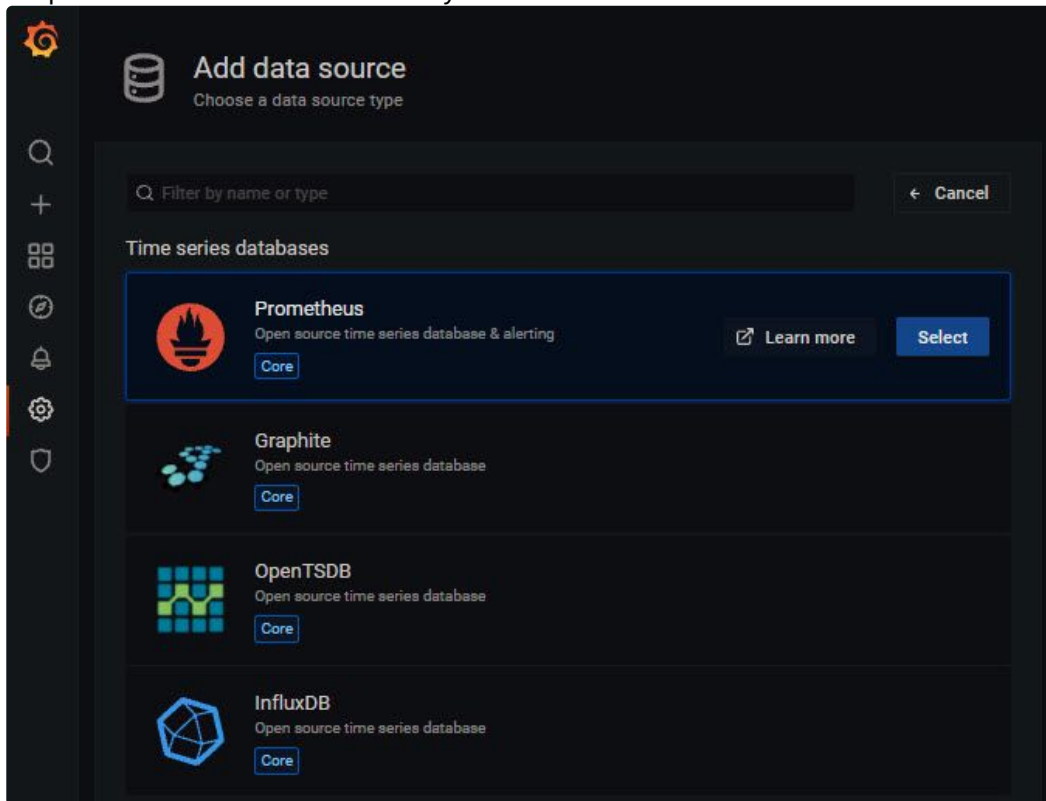 Add data source
Choose a data source type
Filter by name or type
← Cancel
Time series databases
Prometheus
Open source time series database & alerting
Core
Learn more
Select
Graphite
Open source time series database
Core
OpenTSDB
Open source time series database
Core
InfluxDB
Open source time series database
Core